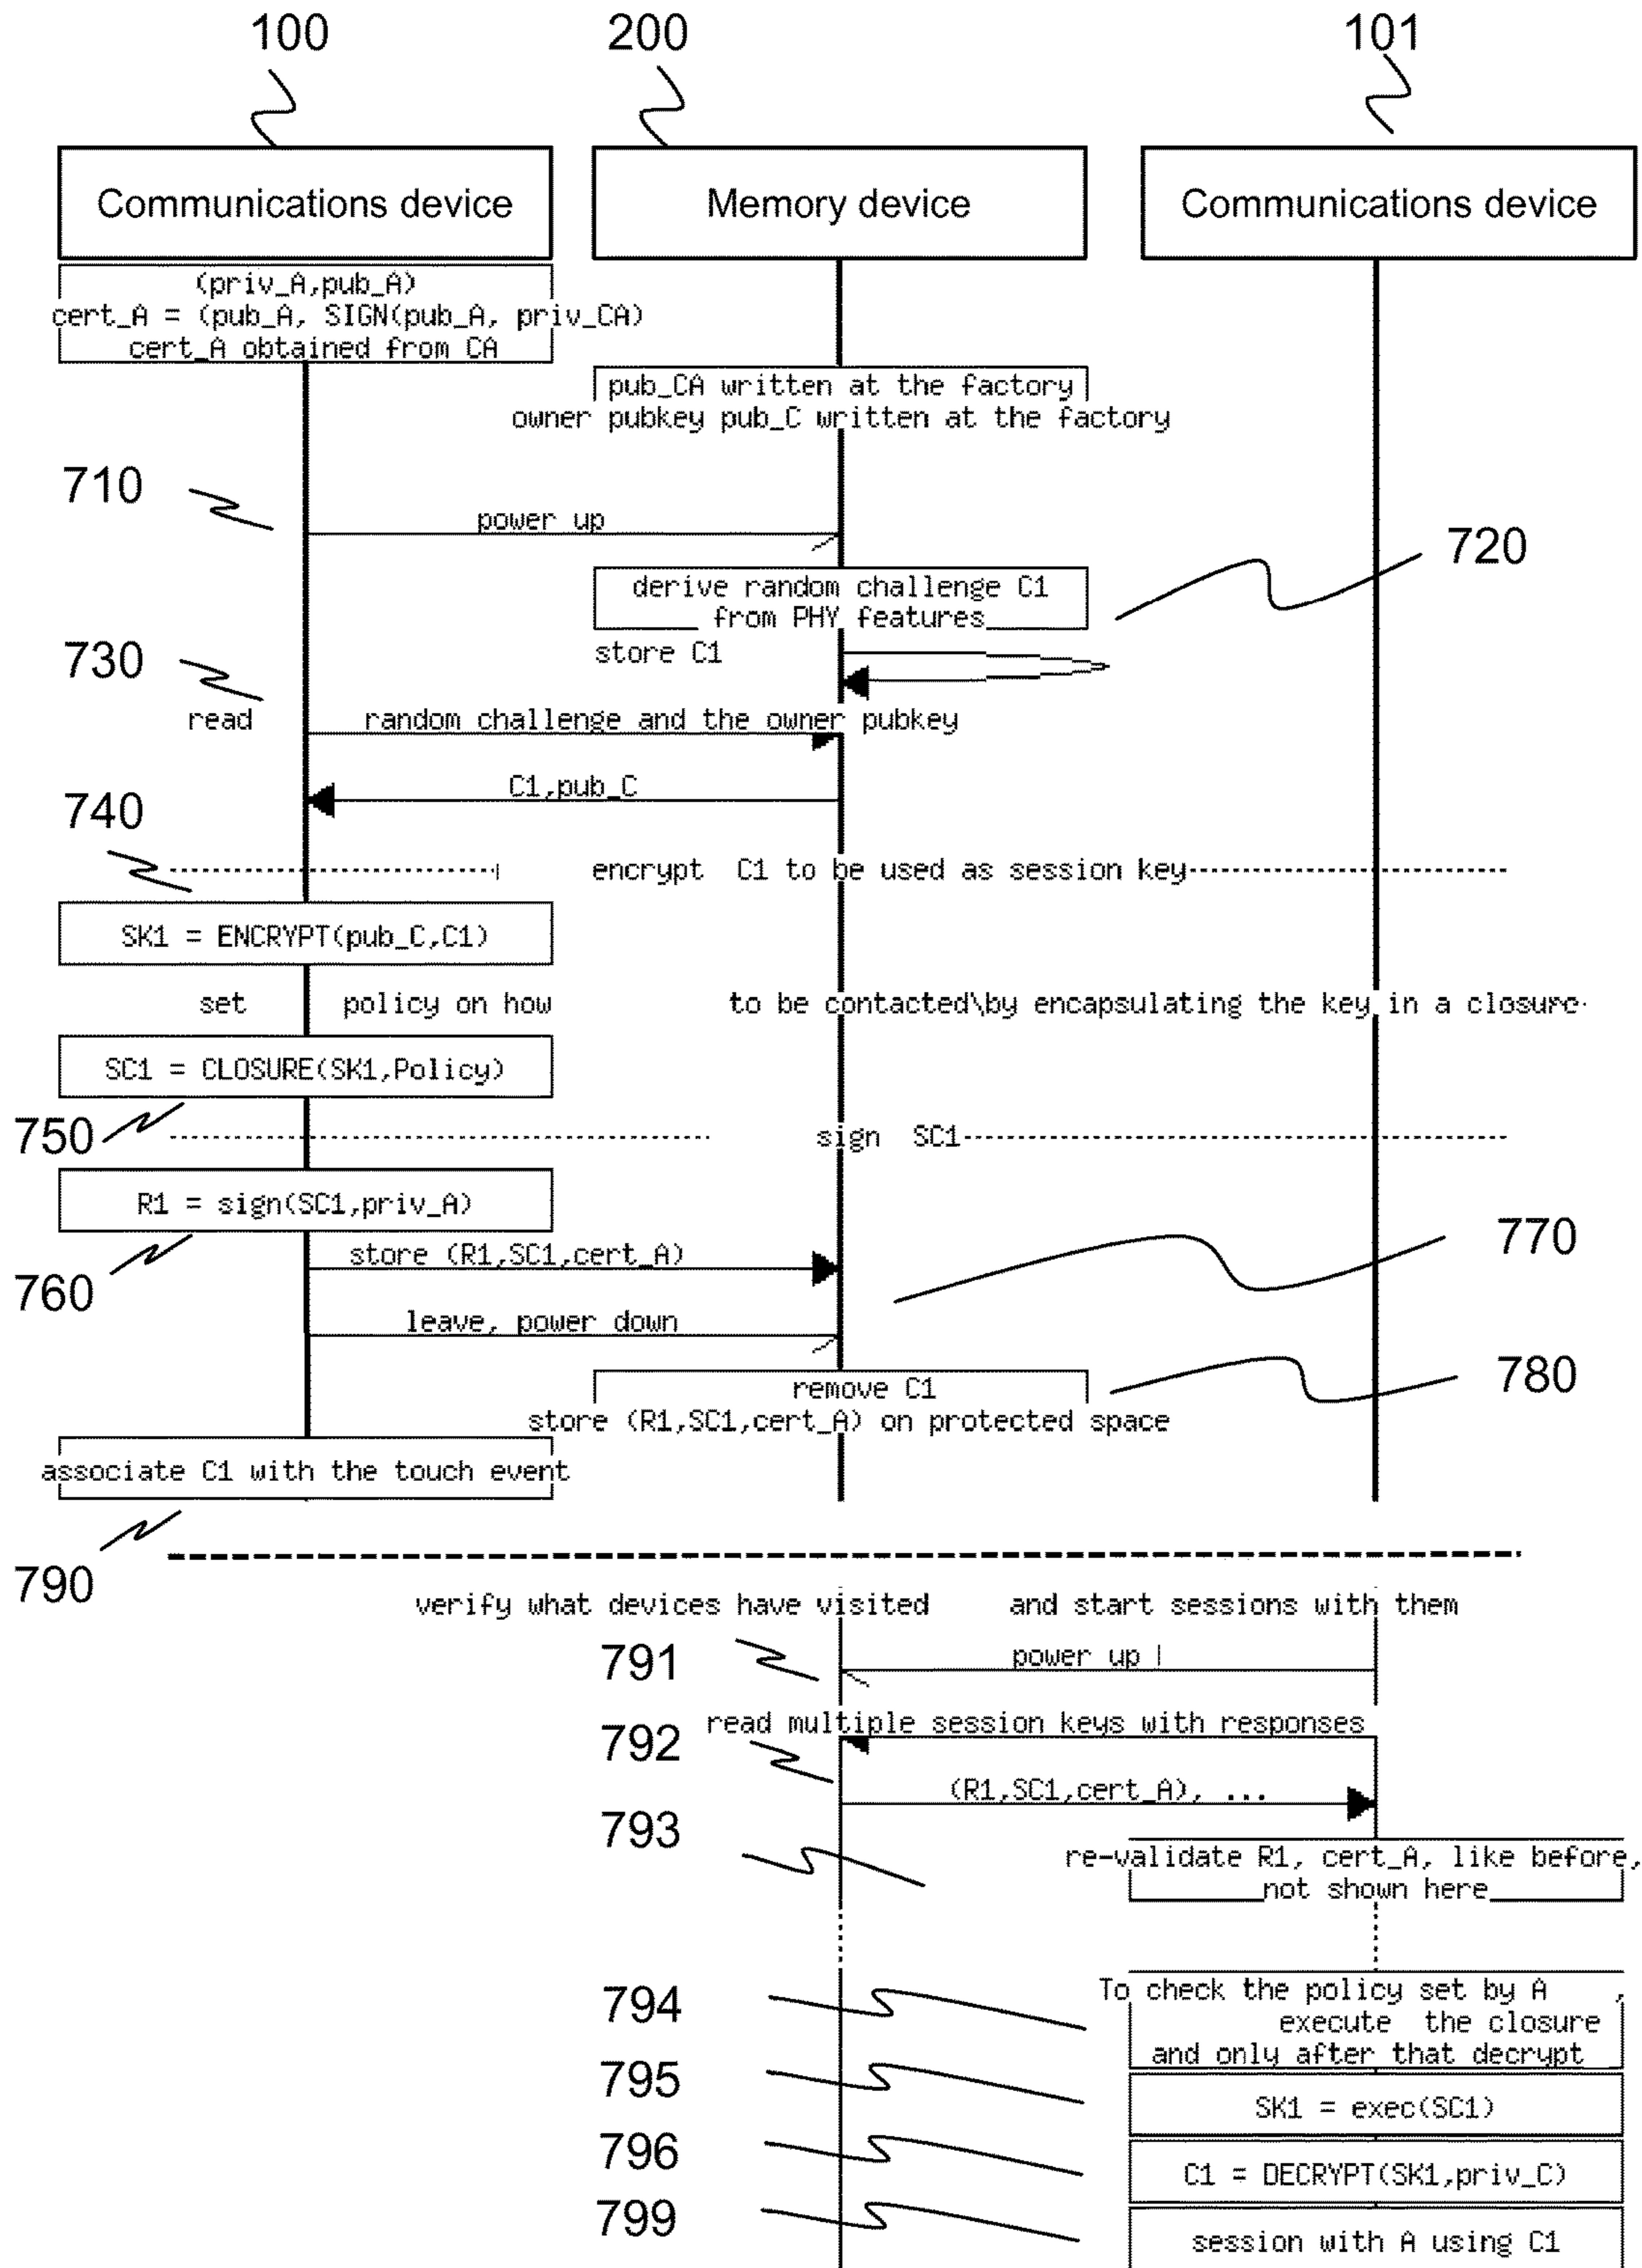 100 200 101
Communications device Memory device Communications device
(priv_A,pub_A)
cert_A = (pub_A, SIGN(pub_A, priv_CA)
cert_A obtained from CA
pub_CA written at the factory
owner pubkey pub_C written at the factory
710
power up
720
derive random challenge C1
from PHY features
store C1
730
read random challenge and the owner pubkey
C1,pub_C
740
encrypt C1 to be used as session key
SK1 = ENCRYPT(pub_C,C1)
set policy on how to be contacted\by encapsulating the key in a closure
SC1 = CLOSURE(SK1,Policy)
750
sign SC1
R1 = sign(SC1,priv_A)
760
store (R1,SC1,cert_A)
770
leave, power down
780
remove C1
store (R1,SC1,cert_A) on protected space
associate C1 with the touch event
790
verify what devices have visited and start sessions with them
791
power up
read multiple session keys with responses
792
(R1,SC1,cert_A), ...
793
re-validate R1, cert_A, like before,
not shown here
794
To check the policy set by A ,
execute the closure
and only after that decrypt
795
SK1 = exec(SC1)
796
C1 = DECRYPT(SK1,priv_C)
799
session with A using C1